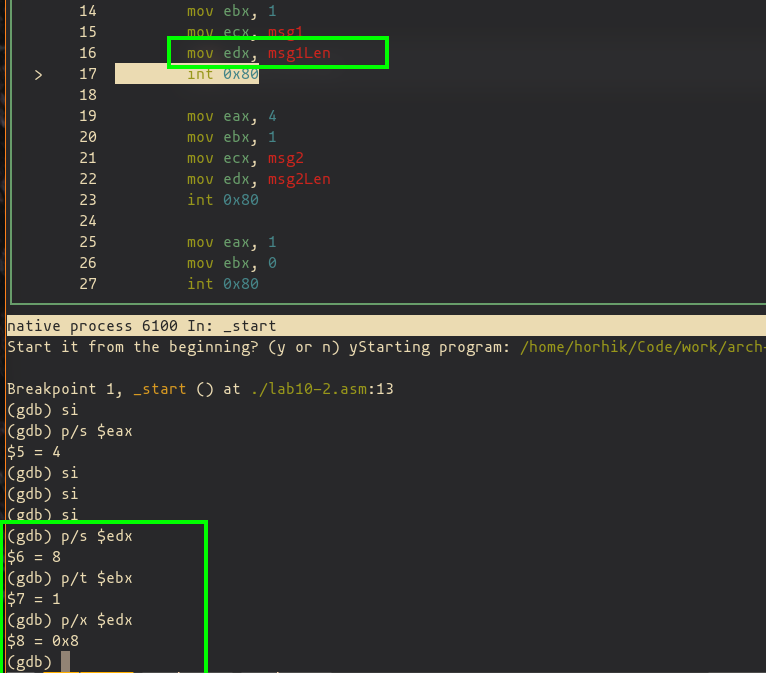 14 mov ebx, 1
15 mov ecx, msg1
16 mov edx, msg1Len
> 17 int 0x80
18
19 mov eax, 4
20 mov ebx, 1
21 mov ecx, msg2
22 mov edx, msg2Len
23 int 0x80
24
25 mov eax, 1
26 mov ebx, 0
27 int 0x80
native process 6100 In: _start
Start it from the beginning? (y or n) yStarting program: /home/horhik/Code/work/arch-
Breakpoint 1, _start () at ./lab10-2.asm:13
(gdb) si
(gdb) p/s $eax
$5 = 4
(gdb) si
(gdb) si
(gdb) si
(gdb) p/s $edx
$6 = 8
(gdb) p/t $ebx
$7 = 1
(gdb) p/x $edx
$8 = 0x8
(gdb)